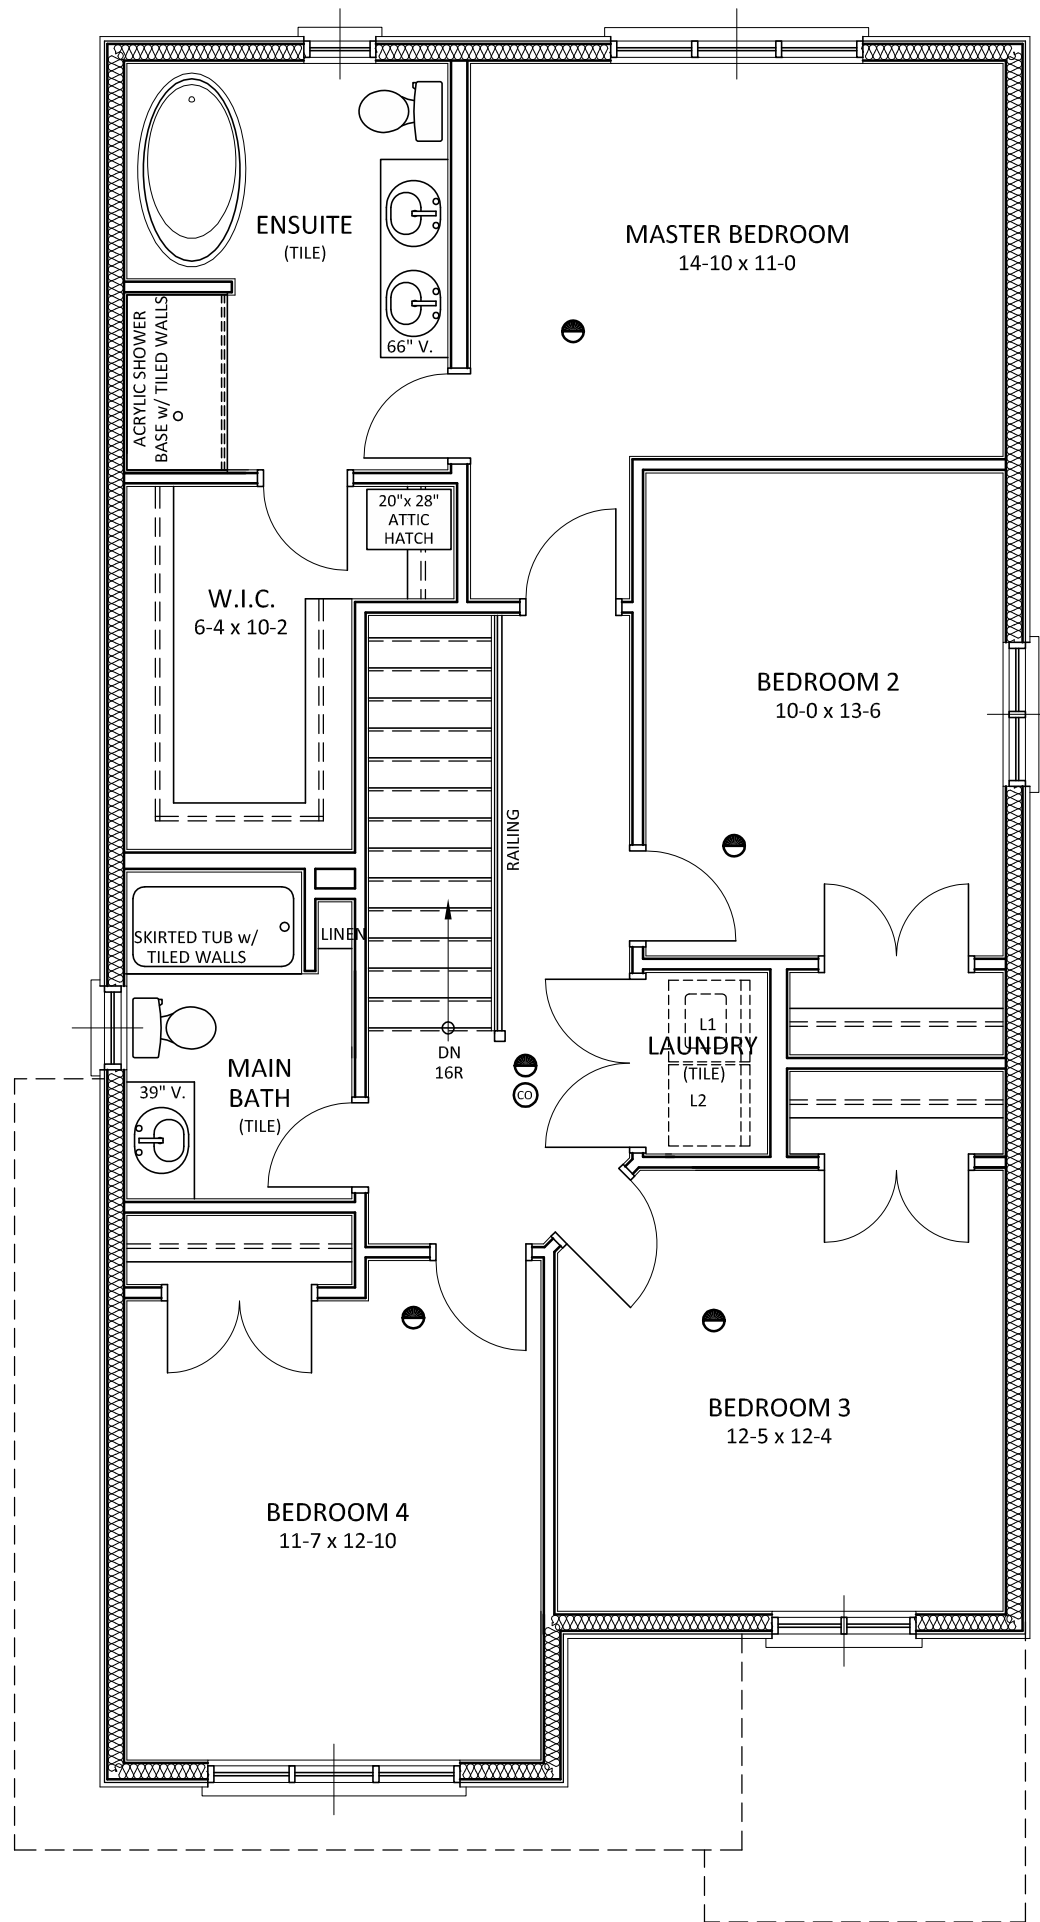 ENSUITE
(TILE)
66" V.
ACRYLIC SHOWER
BASE w/ TILED WALLS
MASTER BEDROOM
14-10 x 11-0
20"x 28"
ATTIC
HATCH
W.I.C.
6-4 x 10-2
BEDROOM 2
10-0 x 13-6
RAILING
SKIRTED TUB w/
TILED WALLS
LINEN
DN
16R
CO
L1
LAUNDRY
(TILE)
L2
MAIN
BATH
(TILE)
39" V.
BEDROOM 3
12-5 x 12-4
BEDROOM 4
11-7 x 12-10